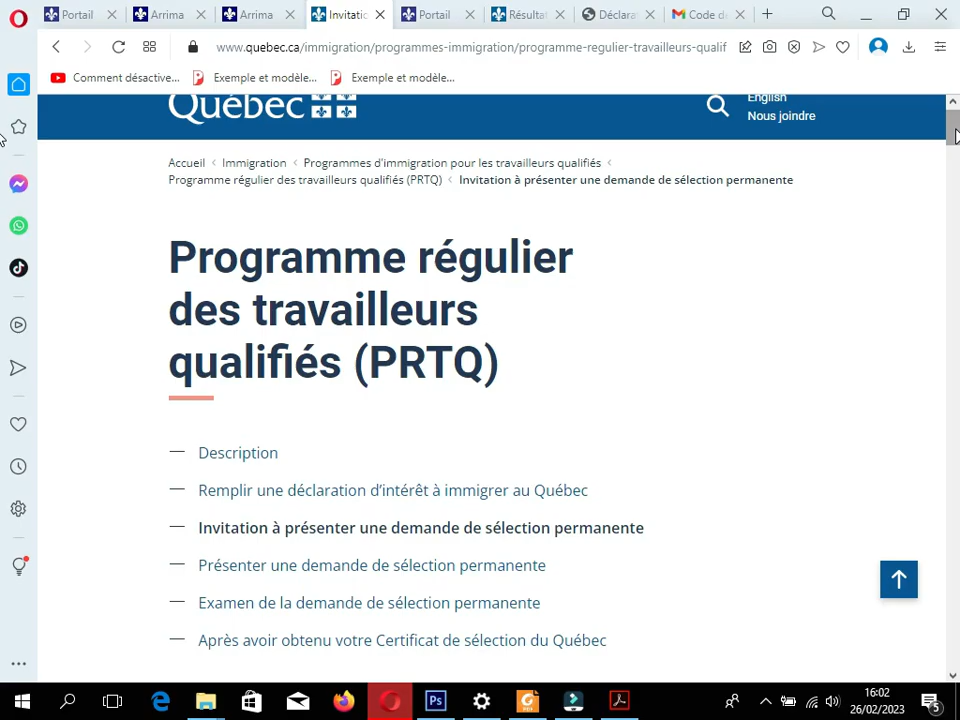 Portail
Arrima
Arrima
Invitatio
Portail
Résulta
Déclara
Code d
www.quebec.ca/immigration/programmes-immigration/programme-regulier-travailleurs-qualif
Comment désactive...
Exemple et modèle...
Exemple et modèle...
Québec
English
Nous joindre
Accueil < Immigration < Programmes d'immigration pour les travailleurs qualifiés <
Programme régulier des travailleurs qualifiés (PRTQ) < Invitation à présenter une demande de sélection permanente
Programme régulier
des travailleurs
qualifiés (PRTQ)
— Description
— Remplir une déclaration d’intérêt à immigrer au Québec
— Invitation à présenter une demande de sélection permanente
— Présenter une demande de sélection permanente
— Examen de la demande de sélection permanente
— Après avoir obtenu votre Certificat de sélection du Québec
Ps
16:02
26/02/2023
5